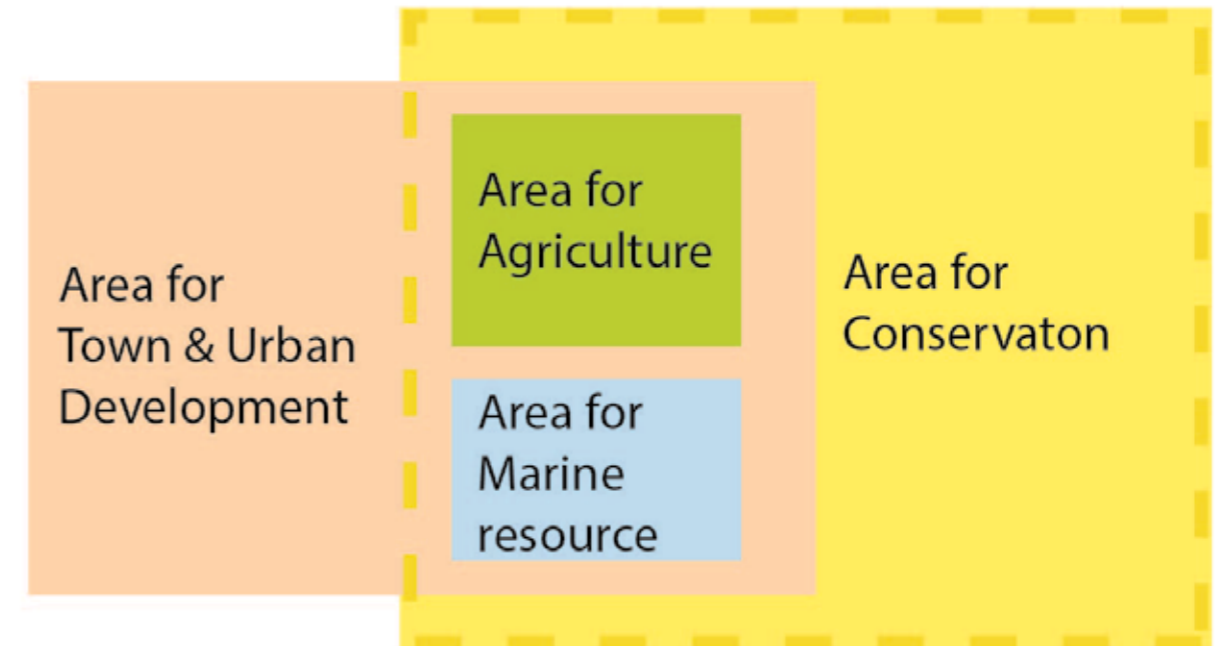 Area for
Town & Urban
Development
Area for
Agriculture
Area for
Marine
resource
Area for
Conservaton